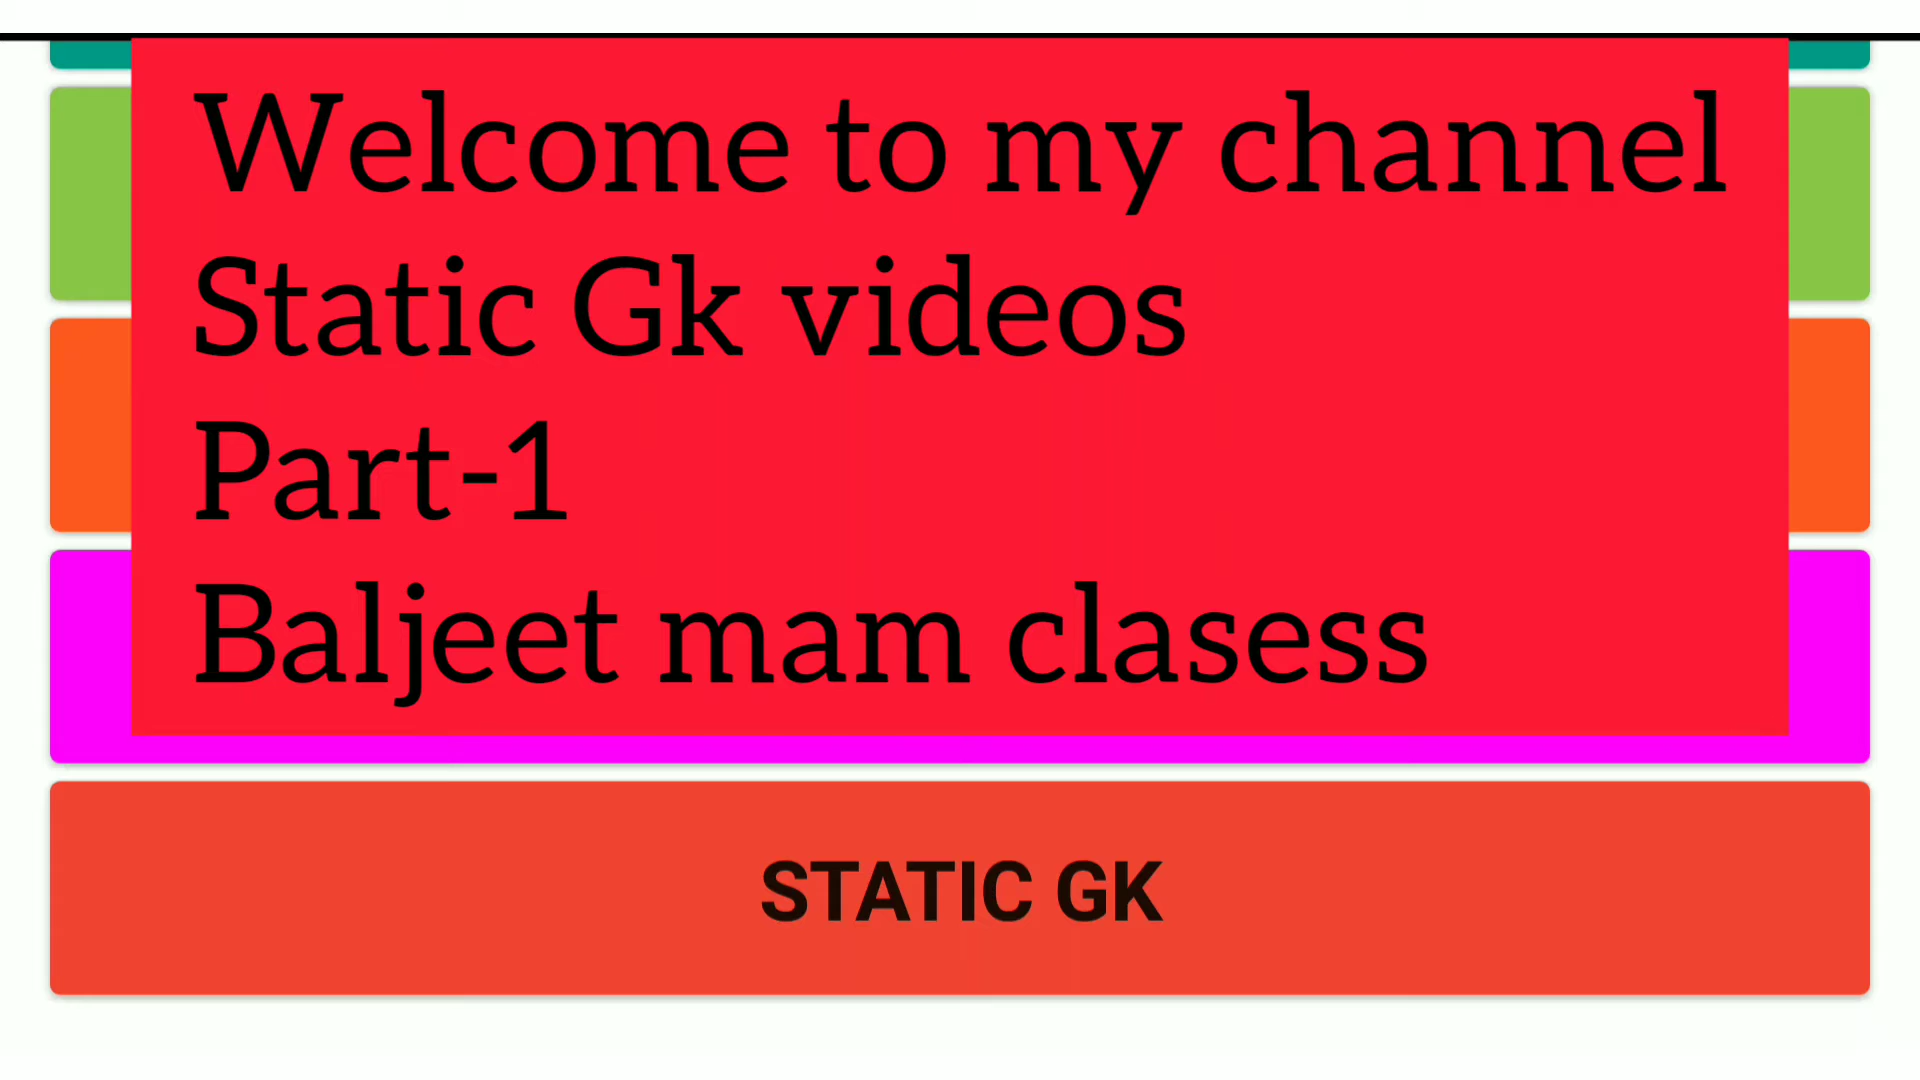 Welcome to my channel
Static Gk videos
Part-1
Baljeet mam clasess
STATIC GK